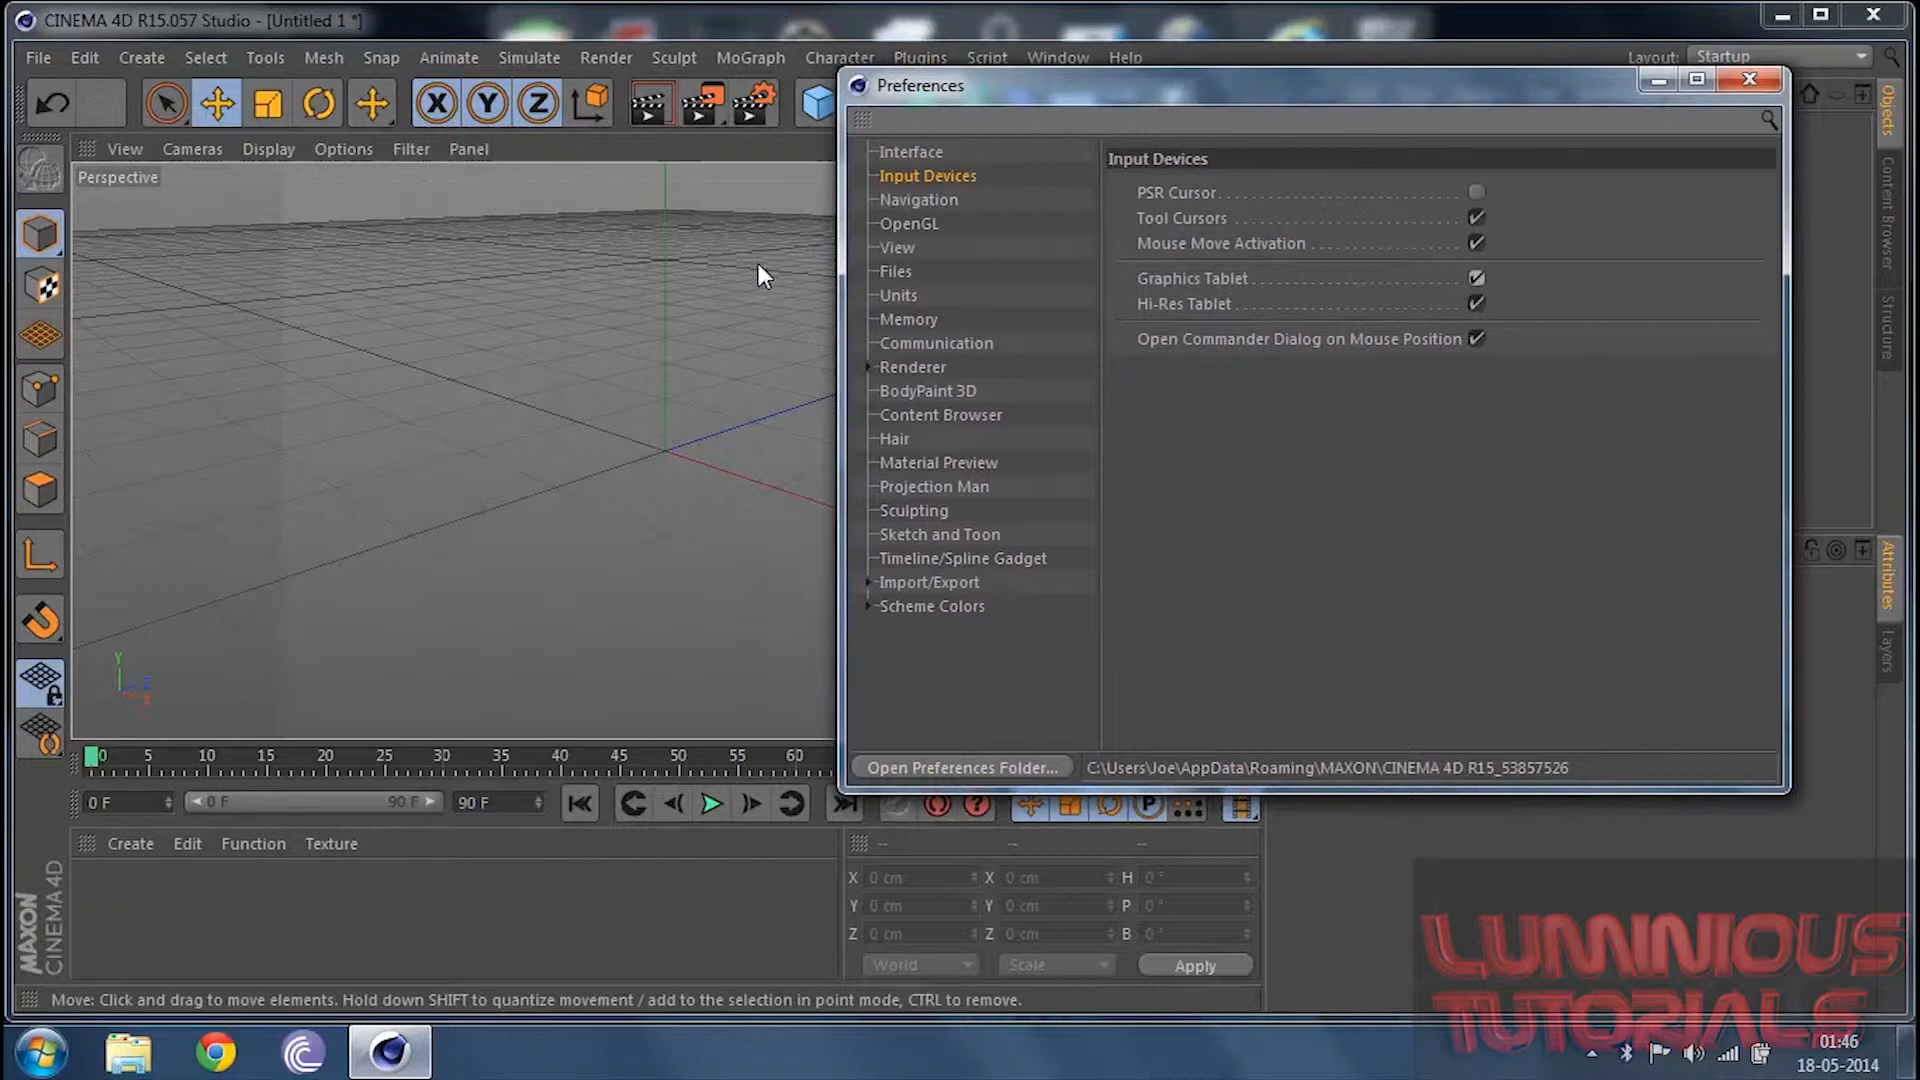 CINEMA 4D R15.057 Studio - [Untitled 1 *]
File Edit Create Select Tools Mesh Snap Animate Simulate Render Sculpt MoGraph Character Plugins Script Window Help Layout: Startup
Preferences
X Y Z
View Cameras Display Options Filter Panel
Perspective
Interface
Input Devices
Navigation
OpenGL
View
Files
Units
Memory
Communication
Renderer
BodyPaint 3D
Content Browser
Hair
Material Preview
Projection Man
Sculpting
Sketch and Toon
Timeline/Spline Gadget
Import/Export
Scheme Colors
Input Devices
PSR Cursor
Tool Cursors
Mouse Move Activation
Graphics Tablet
Hi-Res Tablet
Open Commander Dialog on Mouse Position
Open Preferences Folder... C:\Users\Joe\AppData\Roaming\MAXON\CINEMA 4D R15_53857526
Objects
Content Browser
Structure
Attributes
Layers
Y
Z
X
0 5 10 15 20 25 30 35 40 45 50 55 60
0 F 0 F 90 F 90 F
? P
Create Edit Function Texture
-- -- --
X 0 cm X 0 cm H 0 °
Y 0 cm Y 0 cm P 0 °
Z 0 cm Z 0 cm B 0 °
World Scale Apply
MAXON
CINEMA 4D
Move: Click and drag to move elements. Hold down SHIFT to quantize movement / add to the selection in point mode, CTRL to remove.
LUMINIOUS
TUTORIALS
01:46
18-05-2014